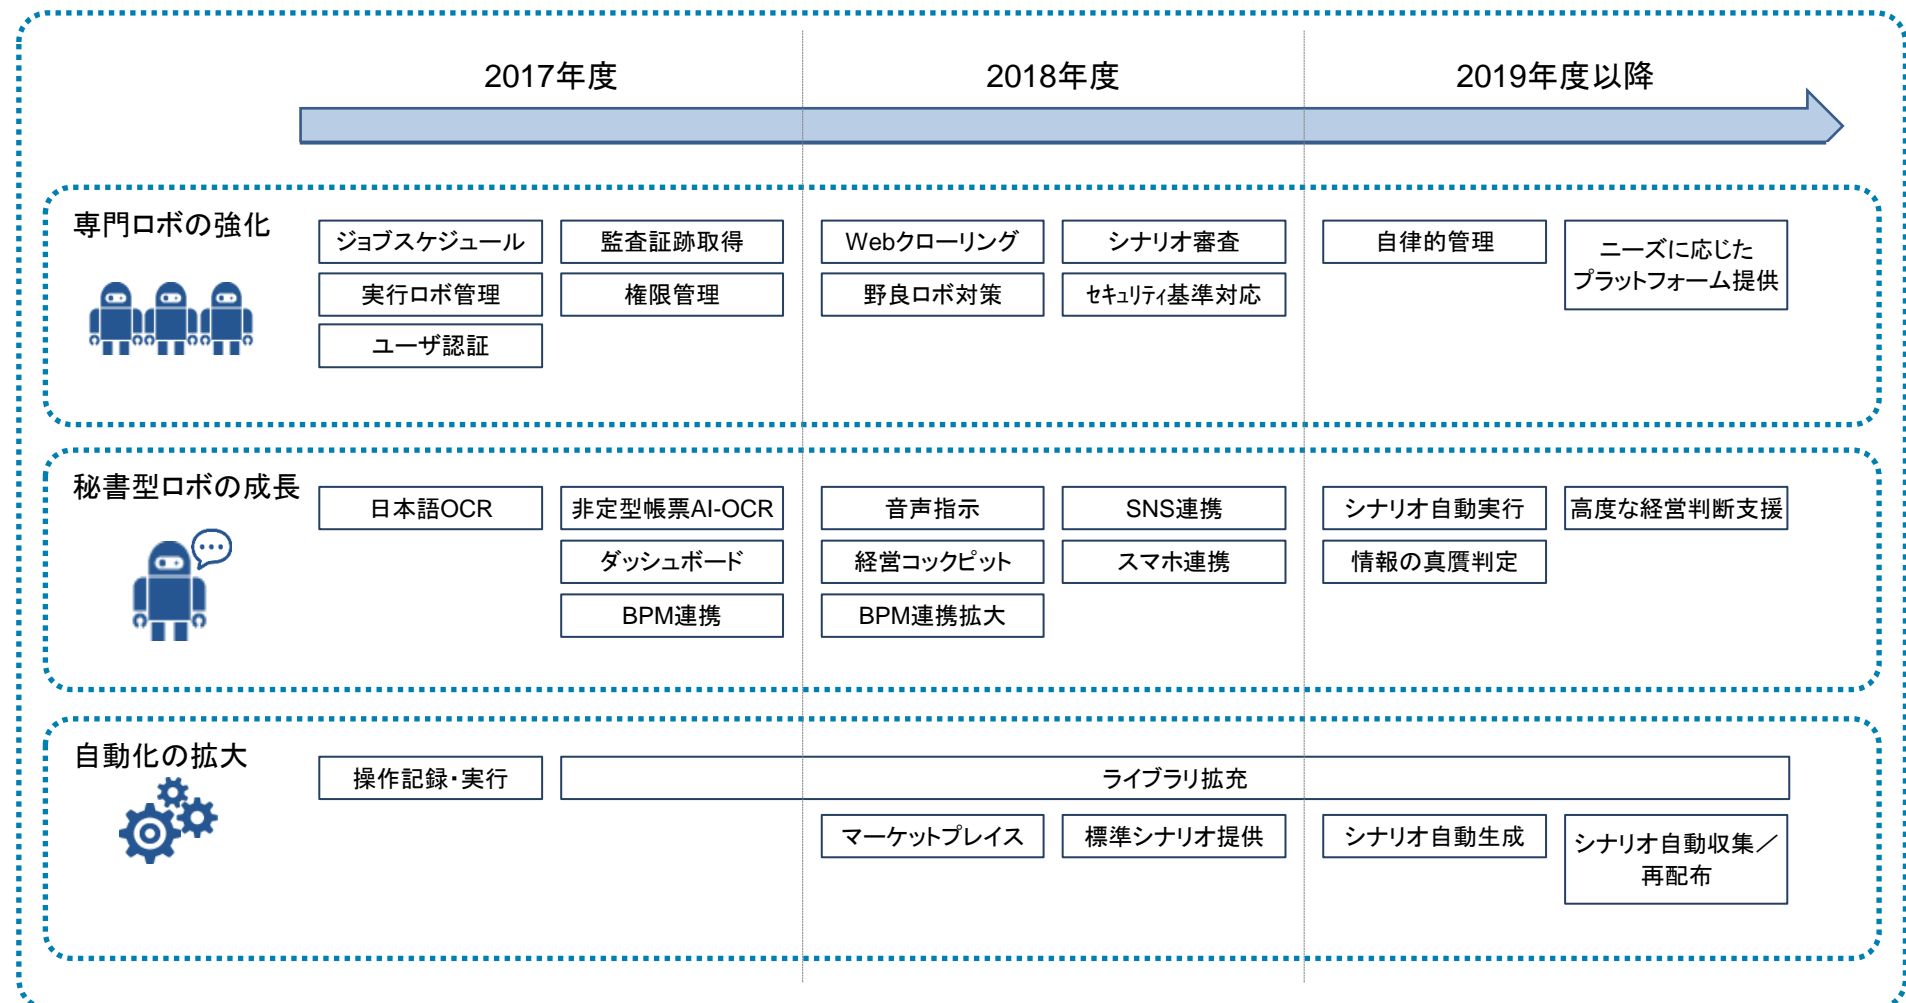 2017年度
2018年度
2019年度以降
専門ロボの強化
ジョブスケジュール
監査証跡取得
Webクローリング
シナリオ審査
自律的管理
ニーズに応じた
プラットフォーム提供
実行ロボ管理
権限管理
野良ロボ対策
ｾｷｭﾘﾃｨ基準対応
ユーザ認証
秘書型ロボの成長
日本語OCR
非定型帳票AI-OCR
音声指示
SNS連携
シナリオ自動実行
高度な経営判断支援
ダッシュボード
経営コックピット
スマホ連携
情報の真贋判定
BPM連携
BPM連携拡大
自動化の拡大
操作記録・実行
ライブラリ拡充
マーケットプレイス
標準シナリオ提供
シナリオ自動生成
シナリオ自動収集／
再配布